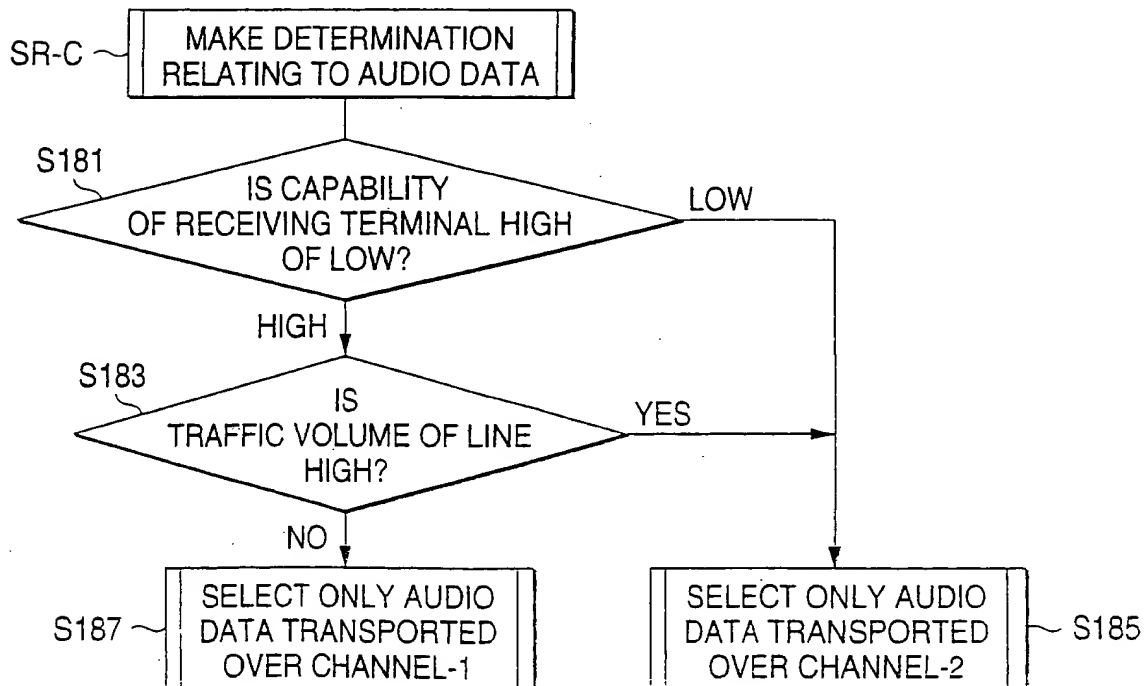 SR-C
MAKE DETERMINATION
RELATING TO AUDIO DATA
S181
IS CAPABILITY
OF RECEIVING TERMINAL HIGH
OF LOW?
LOW
HIGH
S183
IS
TRAFFIC VOLUME OF LINE
HIGH?
YES
NO
S187
SELECT ONLY AUDIO
DATA TRANSPORTED
OVER CHANNEL-1
SELECT ONLY AUDIO
DATA TRANSPORTED
OVER CHANNEL-2
S185